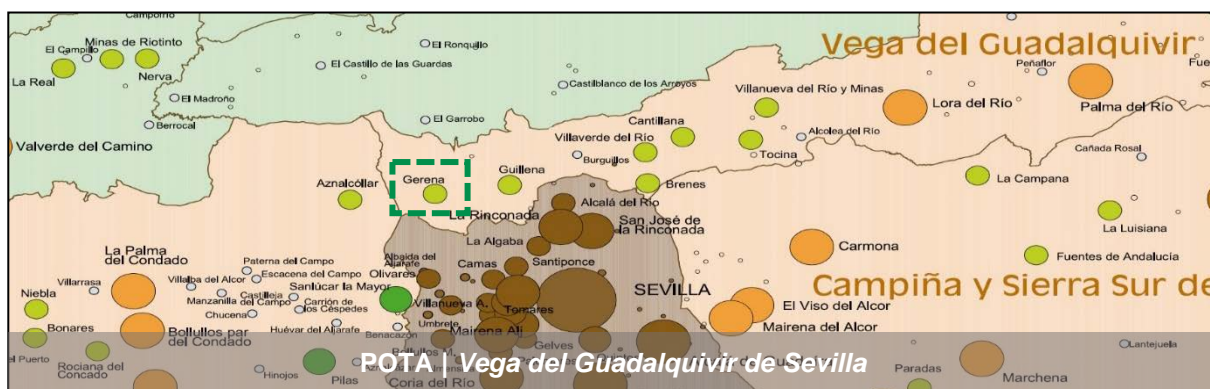 Campofrío
El Campillo
Minas de Riotinto
El Ronquillo
Vega del Guadalquivir
Peñaflor
La Real
Nerva
El Castillo de las Guardas
Castilblanco de los Arroyos
Villanueva del Río y Minas
Lora del Río
Palma del Río
El Madroño
Cantillana
Berrocal
El Garrobo
Villaverde del Río
Alcolea del Río
Valverde del Camino
Burguillos
Tocina
Cañada Rosal
Gerena
Guillena
Aznalcóllar
Brenes
La Campana
Alcalá del Río
La Rinconada
San José de
la Rinconada
La Luisiana
La Algaba
Carmona
La Palma
del Condado
Paterna del Campo
Albaida del
Aljarafe
Camas
Santiponce
Fuentes de Andalucía
Villarrasa
Villalba del Alcor
Escacena del Campo
Olivares
Sanlúcar la Mayor
SEVILLA
Campiña y Sierra Sur de
Niebla
Manzanilla
Castilleja
del Campo
Carrión de
los Céspedes
Villanueva A.
Tomares
El Viso del Alcor
Chucena
Bonares
Bollullos par
del Condado
Huévar del Aljarafe
Umbrete
Mairena Alj
Mairena del Alcor
Benacazón
Gelves
Lantejuela
El Puerto
Rociana del
Condado
Hinojos
Pilas
Bollullos M.
Coria del Río
Paradas
Marchena
POTA | Vega del Guadalquivir de Sevilla